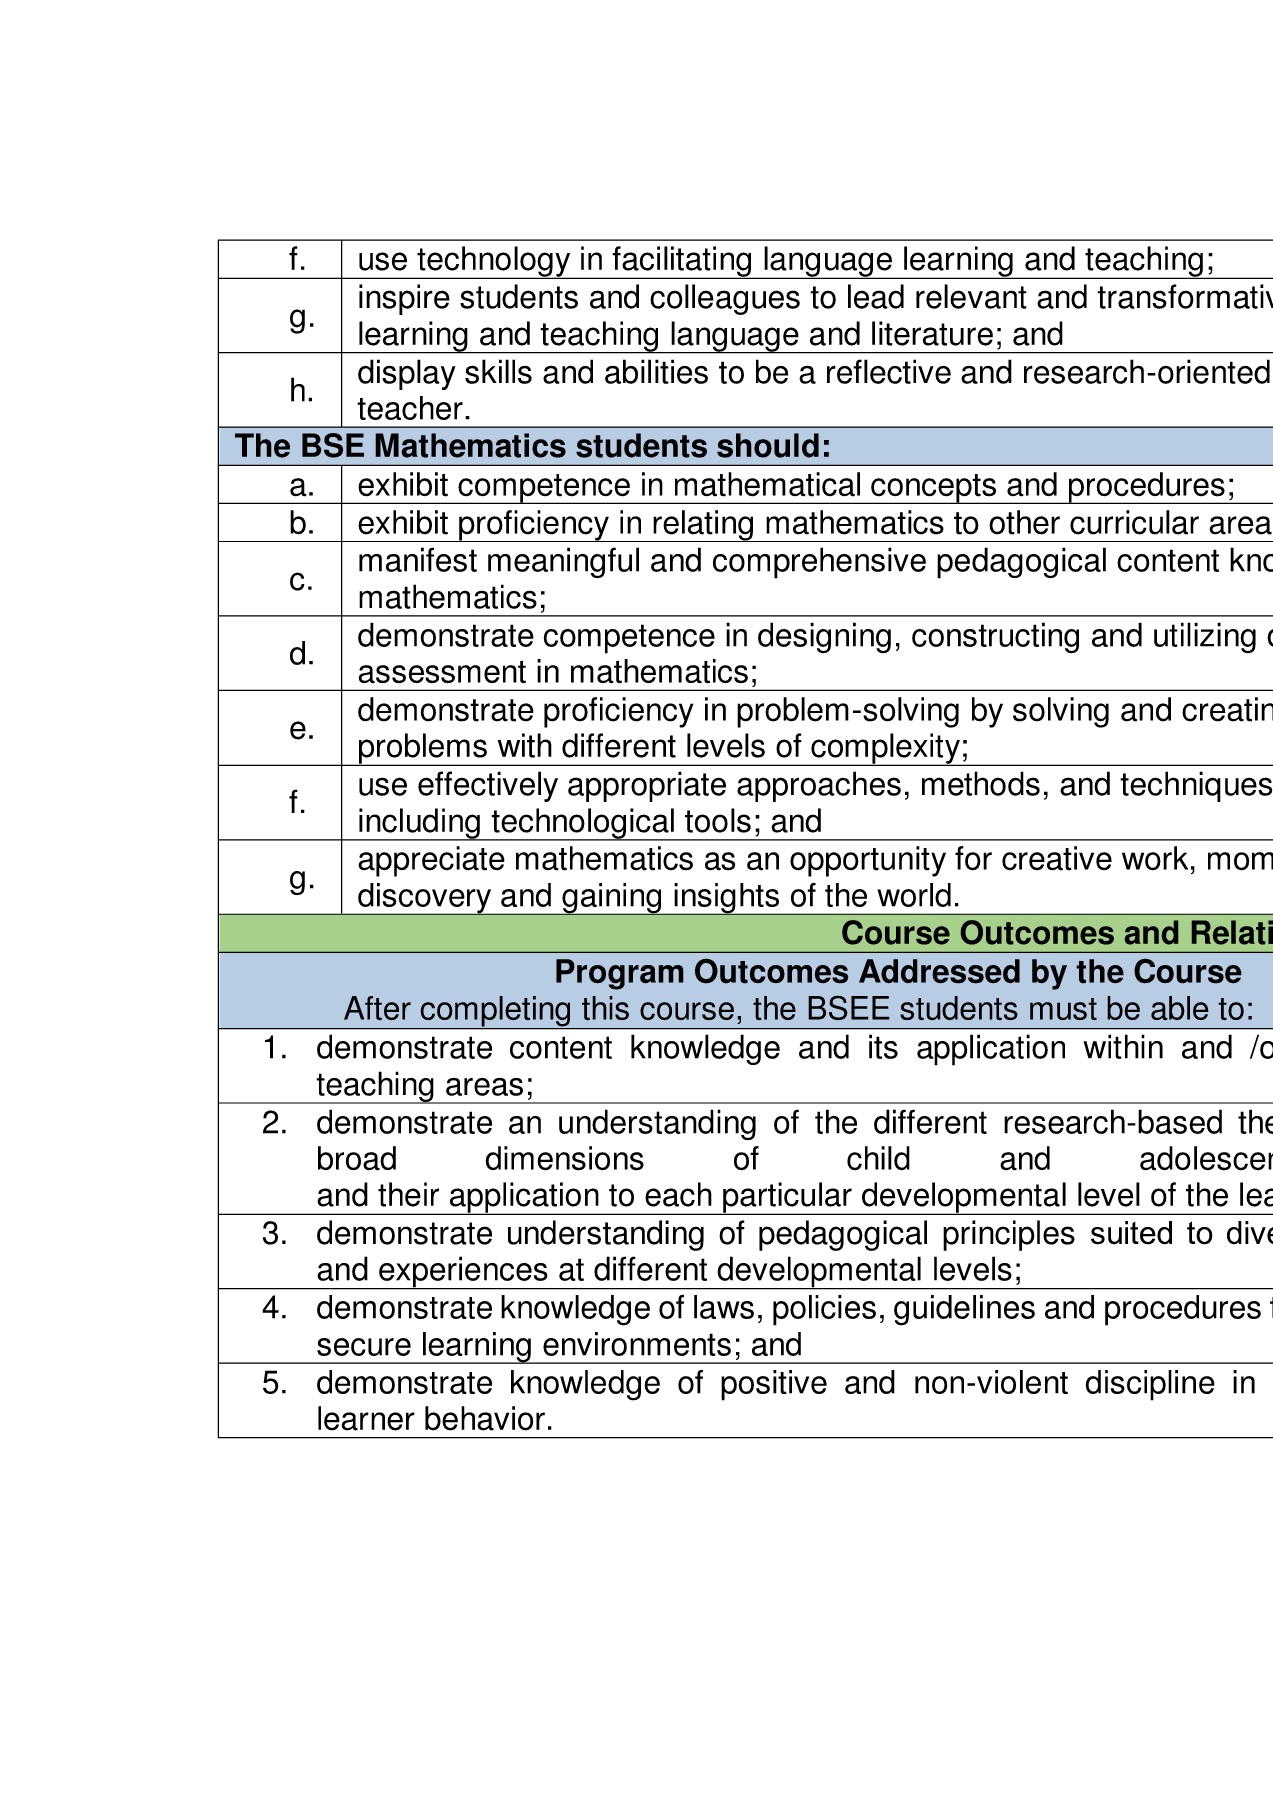 f. use technology in facilitating language learning and teaching;
g. inspire students and colleagues to lead relevant and transformativ
learning and teaching language and literature; and
h. display skills and abilities to be a reflective and research-oriented
teacher.
The BSE Mathematics students should:
a. exhibit competence in mathematical concepts and procedures;
b. exhibit proficiency in relating mathematics to other curricular area
c. manifest meaningful and comprehensive pedagogical content kno
mathematics;
d. demonstrate competence in designing, constructing and utilizing
assessment in mathematics;
e. demonstrate proficiency in problem-solving by solving and creatin
problems with different levels of complexity;
f. use effectively appropriate approaches, methods, and techniques
including technological tools; and
g. appreciate mathematics as an opportunity for creative work, mom
discovery and gaining insights of the world.
Course Outcomes and Relati
Program Outcomes Addressed by the Course
After completing this course, the BSEE students must be able to:
1. demonstrate content knowledge and its application within and /o
teaching areas;
2. demonstrate an understanding of the different research-based the
broad dimensions of child and adolescen
and their application to each particular developmental level of the lea
3. demonstrate understanding of pedagogical principles suited to dive
and experiences at different developmental levels;
4. demonstrate knowledge of laws, policies, guidelines and procedures
secure learning environments; and
5. demonstrate knowledge of positive and non-violent discipline in
learner behavior.